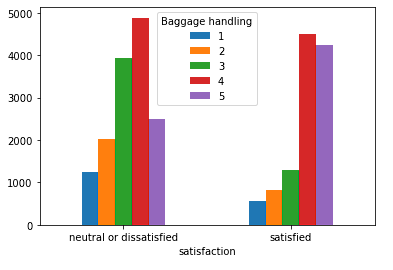 5000
4000
3000
2000
1000
0
Baggage handling
1
2
3
4
5
neutral or dissatisfied
satisfied
satisfaction